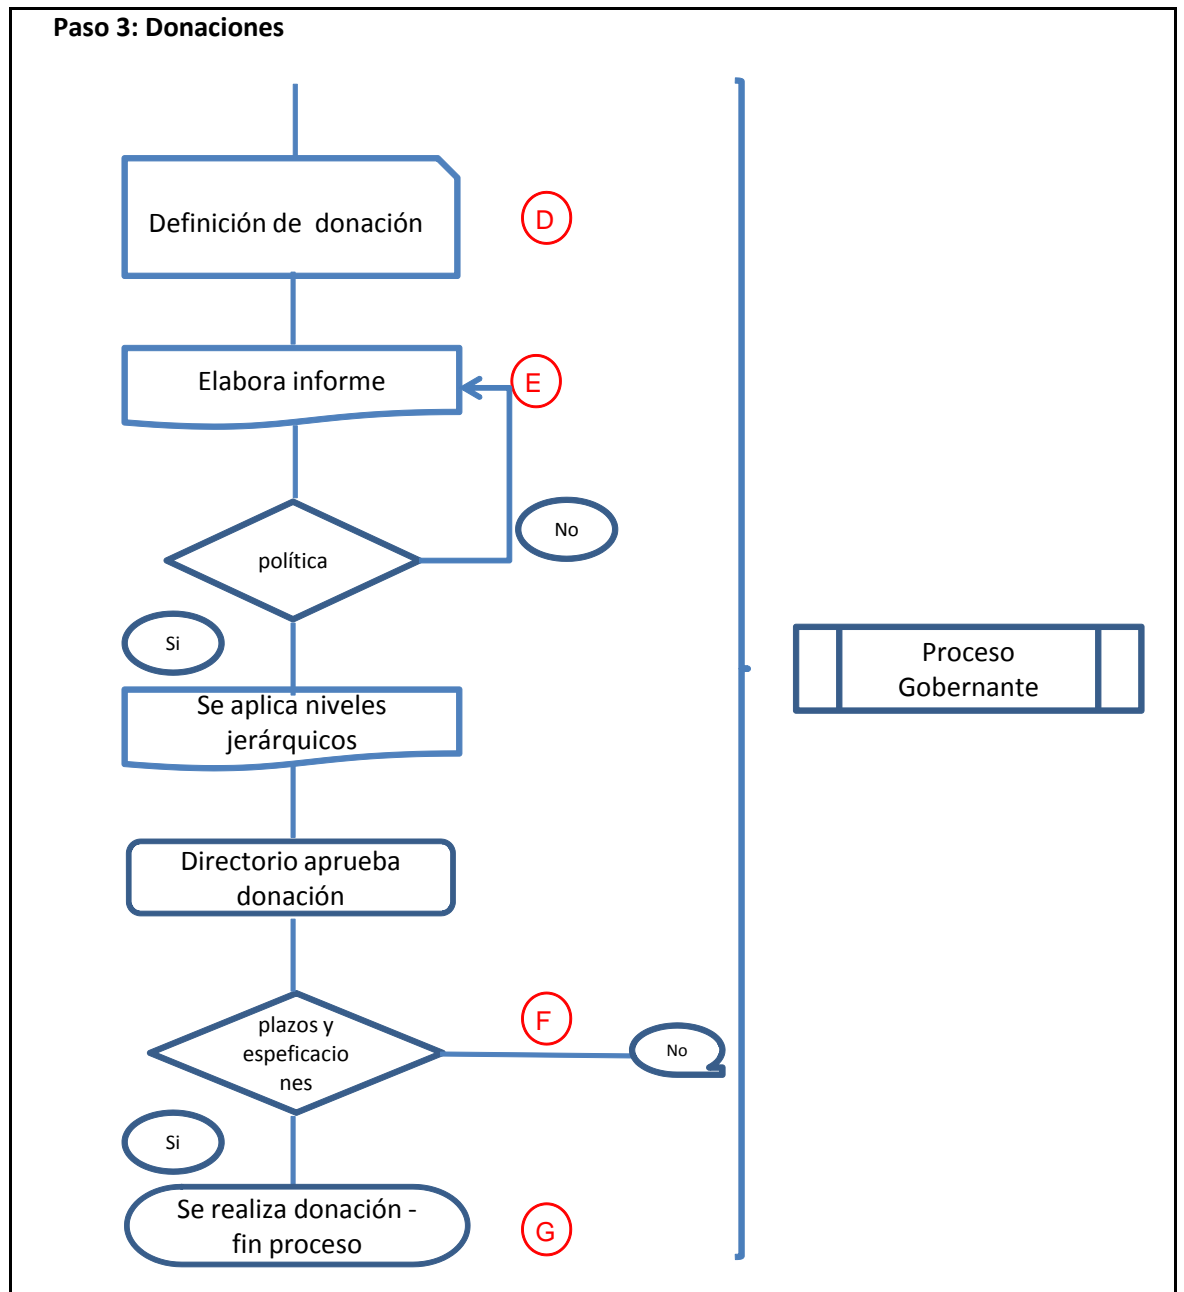 Paso 3: Donaciones
Definición de donación
D
Elabora informe
E
No
política
Si
Proceso
Gobernante
Se aplica niveles
jerárquicos
Directorio aprueba
donación
F
plazos y
espeficacio
nes
No
Si
Se realiza donación -
fin proceso
G